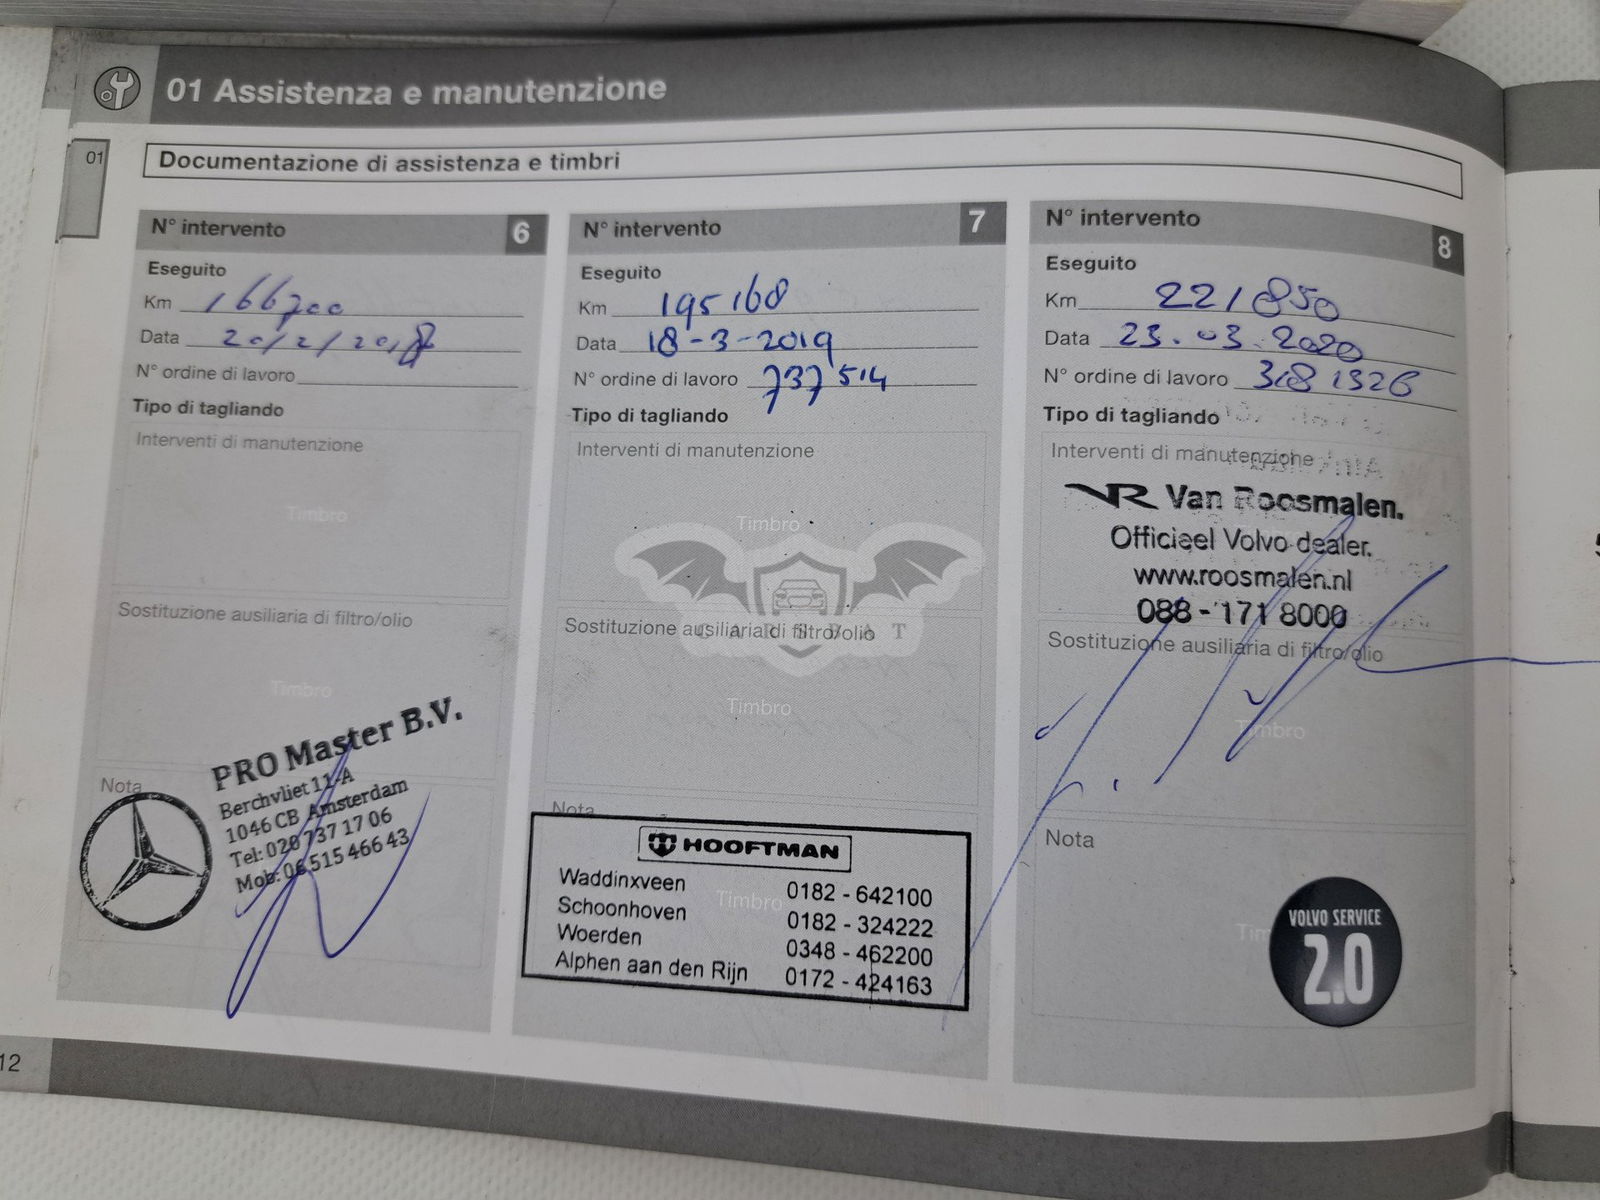 01 Assistenza e manutenzione
01
Documentazione di assistenza e timbri
N° intervento 6
Eseguito
Km 166700
Data 20/2/2018
N° ordine di lavoro
Tipo di tagliando
Interventi di manutenzione
Timbro
Sostituzione ausiliaria di filtro/olio
Timbro
Nota
PRO Master B.V.
Berchvliet 11-A
1046 CB Amsterdam
Tel: 020 737 17 06
Mob: 06 515 466 43
N° intervento 7
Eseguito
Km 195168
Data 18-3-2019
N° ordine di lavoro 737514
Tipo di tagliando
Interventi di manutenzione
Timbro
Sostituzione ausiliaria di filtro/olio
Timbro
Nota
HOOFTMAN
Timbro
Waddinxveen 0182 - 642100
Schoonhoven 0182 - 324222
Woerden 0348 - 462200
Alphen aan den Rijn 0172 - 424163
N° intervento 8
Eseguito
Km 221850
Data 23.03.2020
N° ordine di lavoro 3181326
Tipo di tagliando
Interventi di manutenzione
VR Van Roosmalen.
Officieel Volvo dealer.
www.roosmalen.nl
088 - 171 8000
Sostituzione ausiliaria di filtro/olio
Timbro
Nota
VOLVO SERVICE
2.0
12